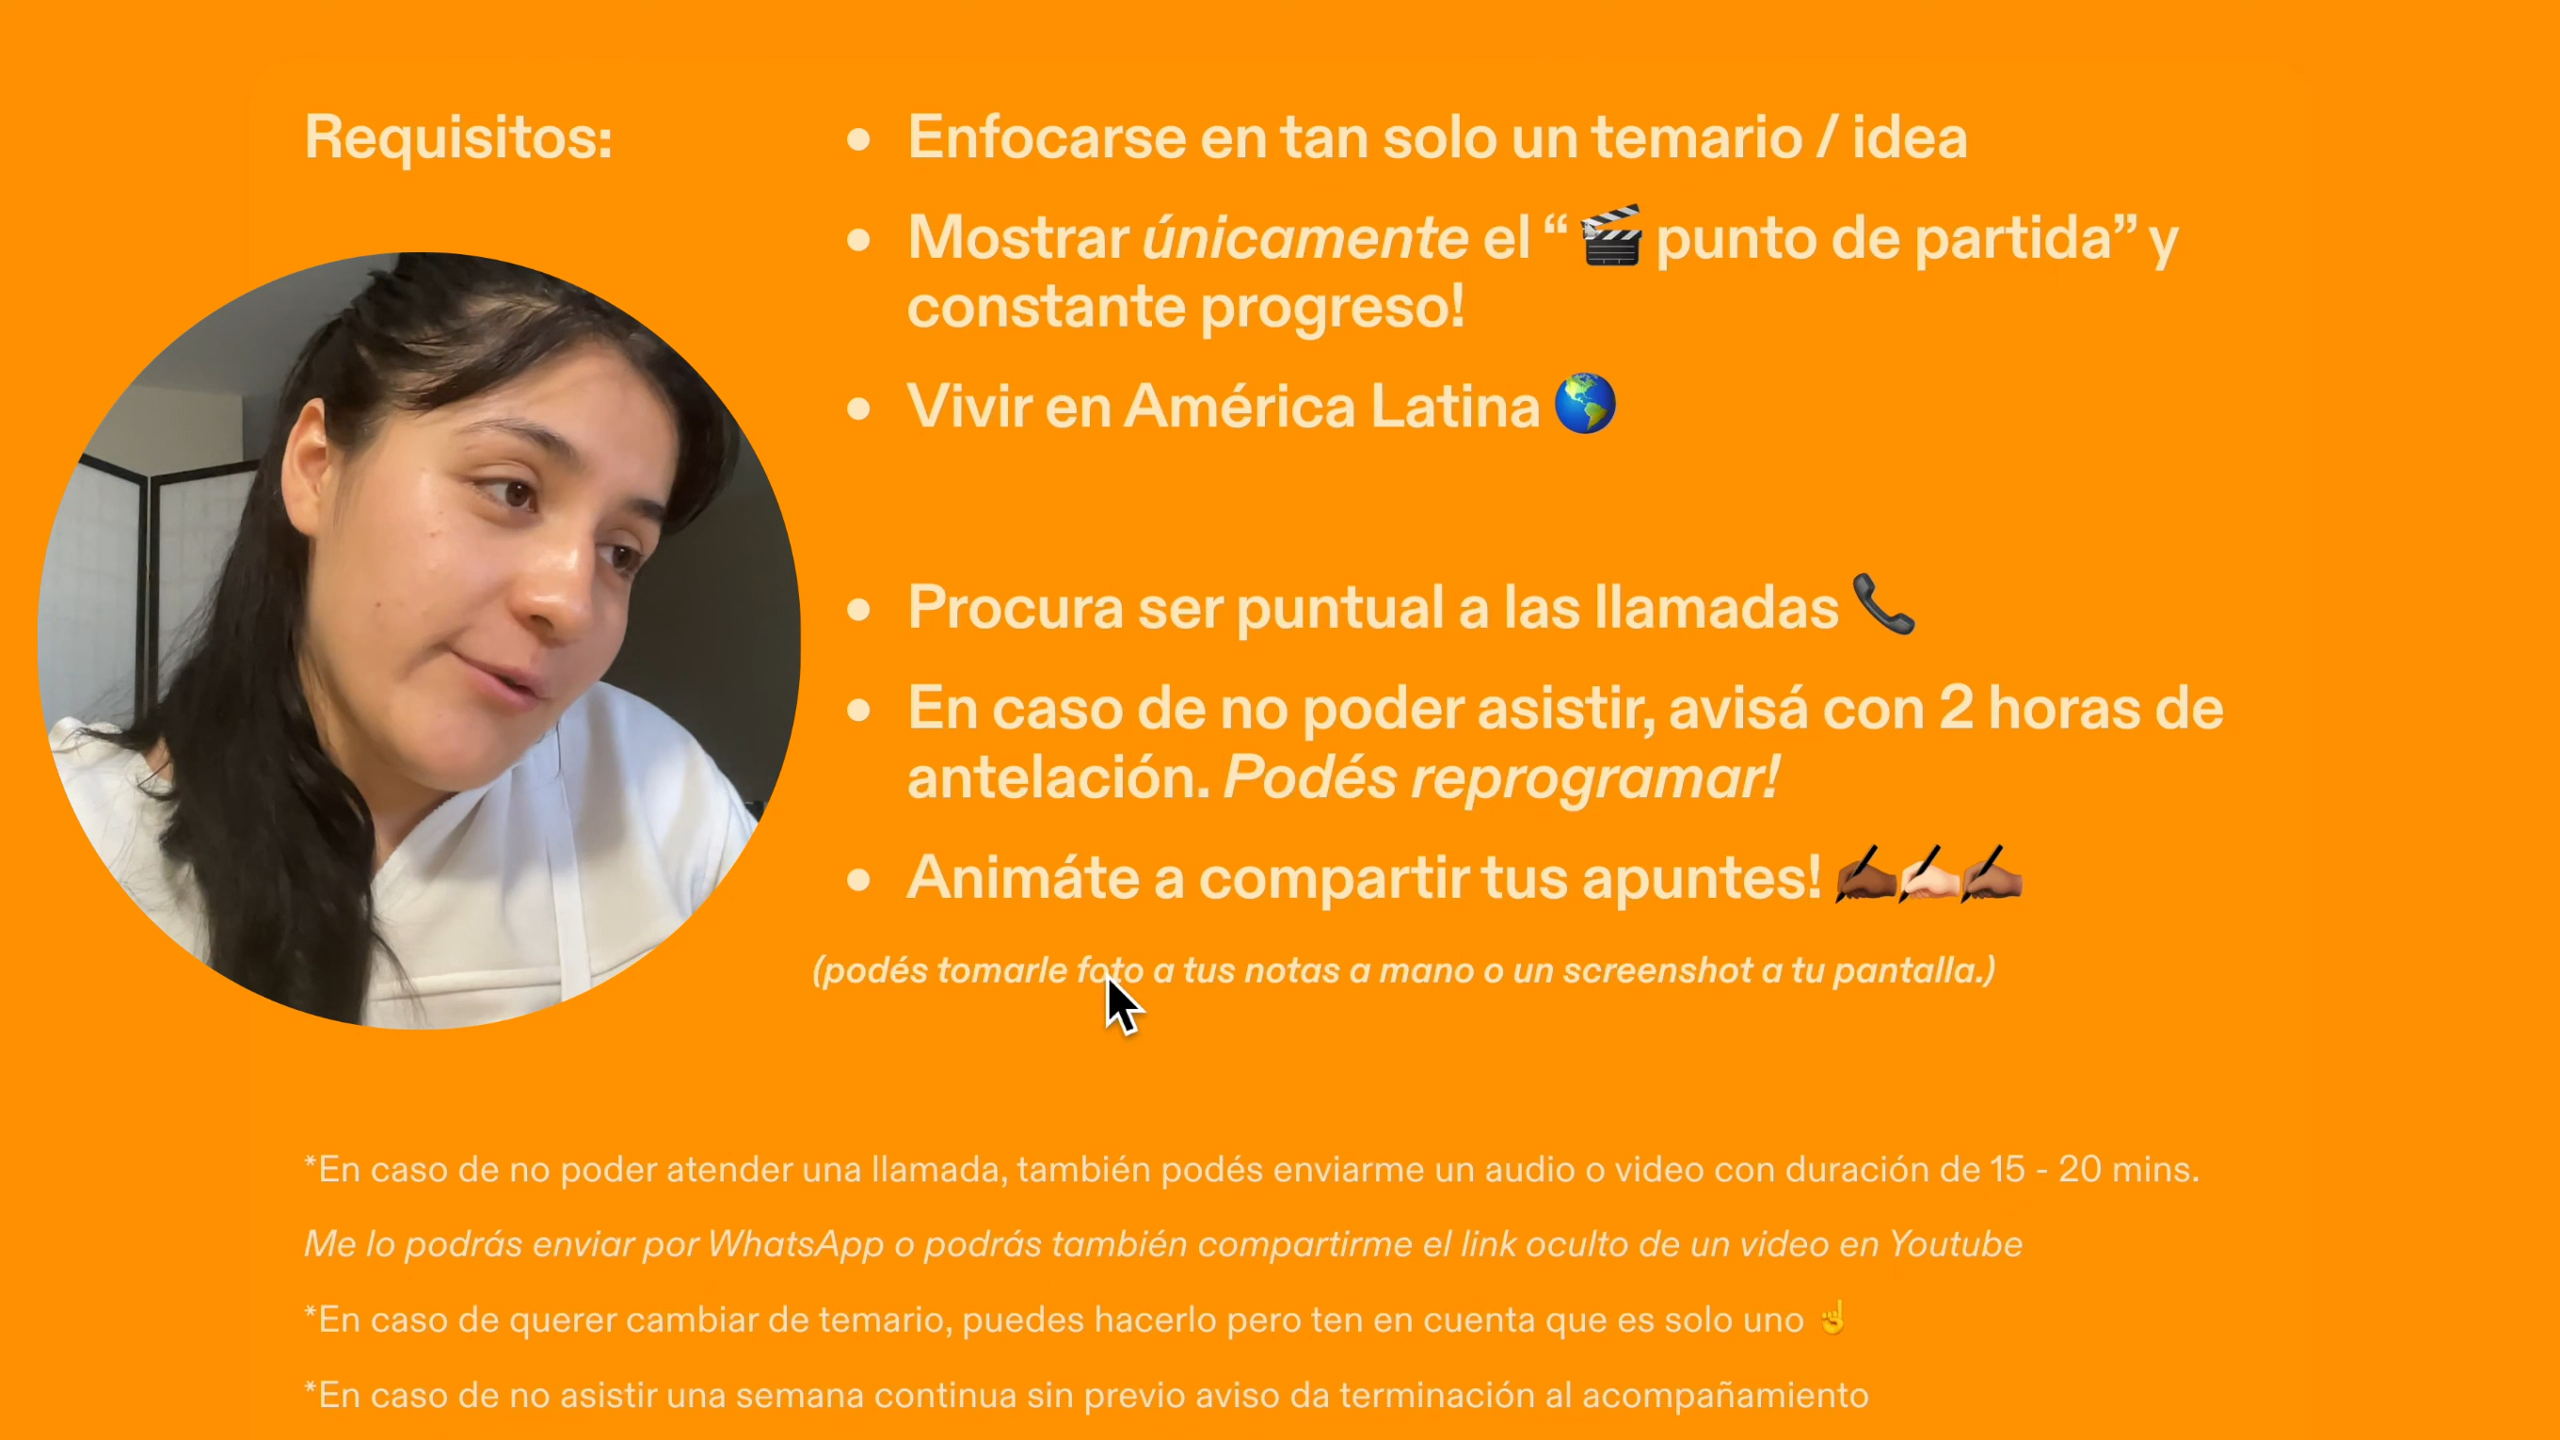 Requisitos:
• Enfocarse en tan solo un temario / idea
• Mostrar únicamente el “🎬 punto de partida” y
constante progreso!
• Vivir en América Latina 🌎
• Procura ser puntual a las llamadas 📞
• En caso de no poder asistir, avisá con 2 horas de
antelación. Podés reprogramar!
• Animáte a compartir tus apuntes! ✍🏾✍🏻✍🏽
(podés tomarle foto a tus notas a mano o un screenshot a tu pantalla.)
*En caso de no poder atender una llamada, también podés enviarme un audio o video con duración de 15 - 20 mins.
Me lo podrás enviar por WhatsApp o podrás también compartirme el link oculto de un video en Youtube
*En caso de querer cambiar de temario, puedes hacerlo pero ten en cuenta que es solo uno ☝️
*En caso de no asistir una semana continua sin previo aviso da terminación al acompañamiento